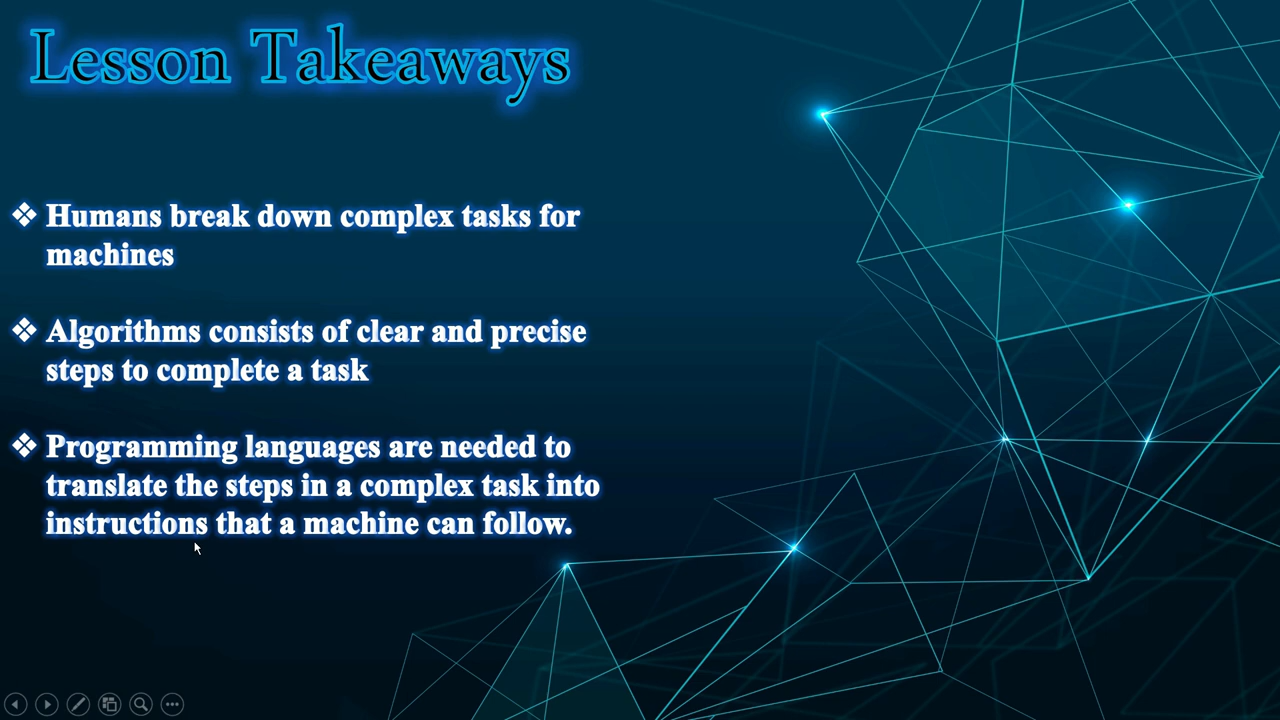 Lesson Takeaways
❖ Humans break down complex tasks for
machines
❖ Algorithms consists of clear and precise
steps to complete a task
❖ Programming languages are needed to
translate the steps in a complex task into
instructions that a machine can follow.